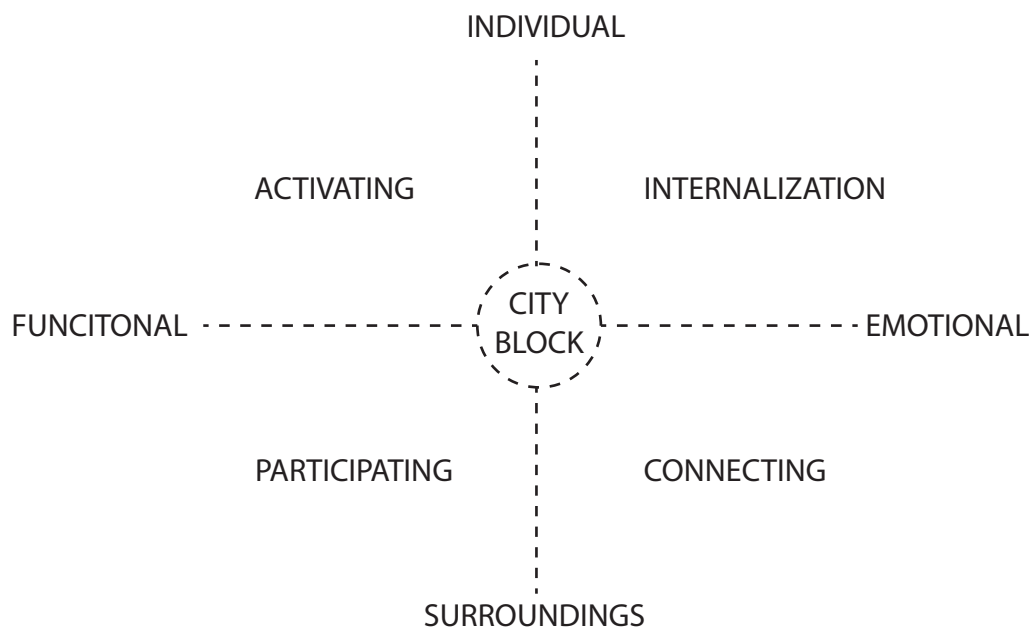 INDIVIDUAL
ACTIVATING
INTERNALIZATION
FUNCITONAL
CITY
BLOCK
EMOTIONAL
PARTICIPATING
CONNECTING
SURROUNDINGS